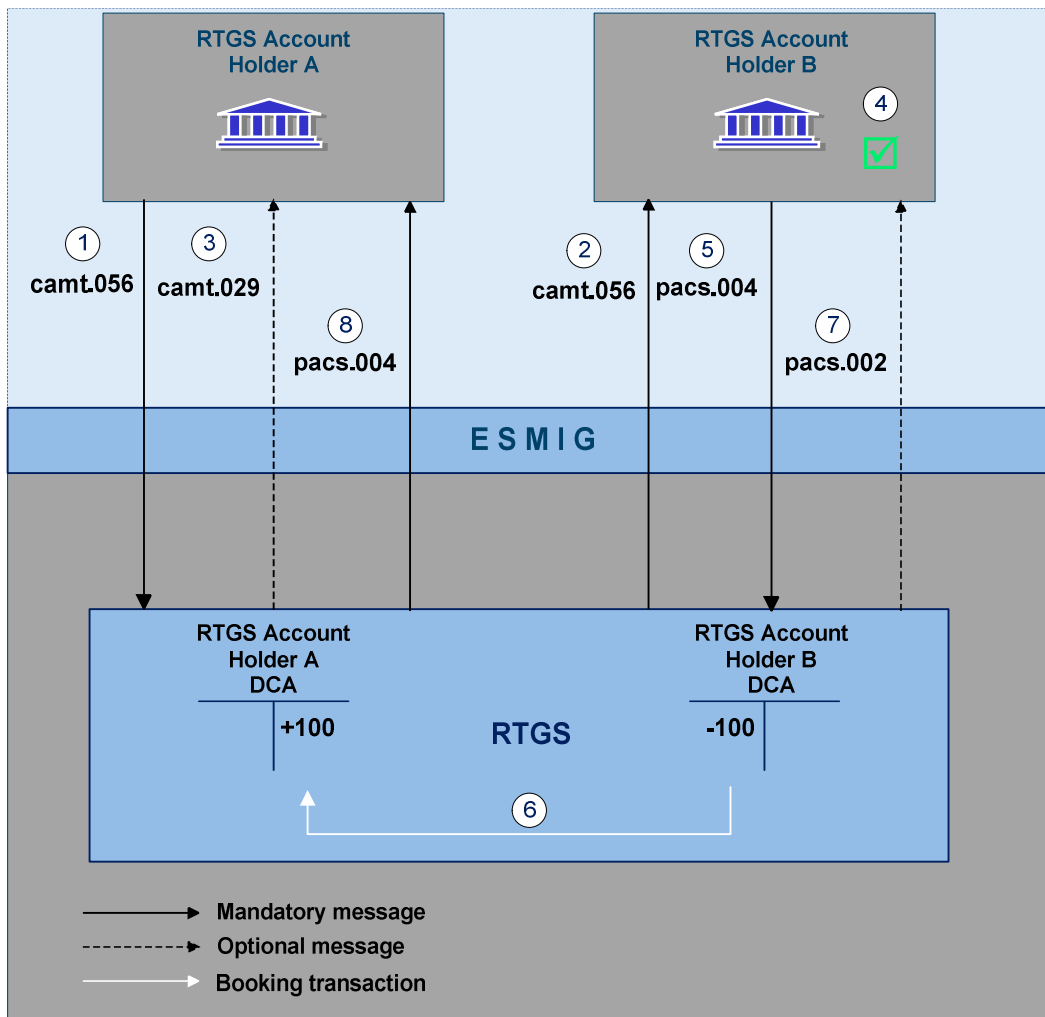 RTGS Account
Holder A
RTGS Account
Holder B
4
1
camt.056
3
camt.029
8
pacs.004
2
camt.056
5
pacs.004
7
pacs.002
E S M I G
RTGS Account
Holder A
DCA
+100
RTGS
RTGS Account
Holder B
DCA
-100
6
Mandatory message
Optional message
Booking transaction